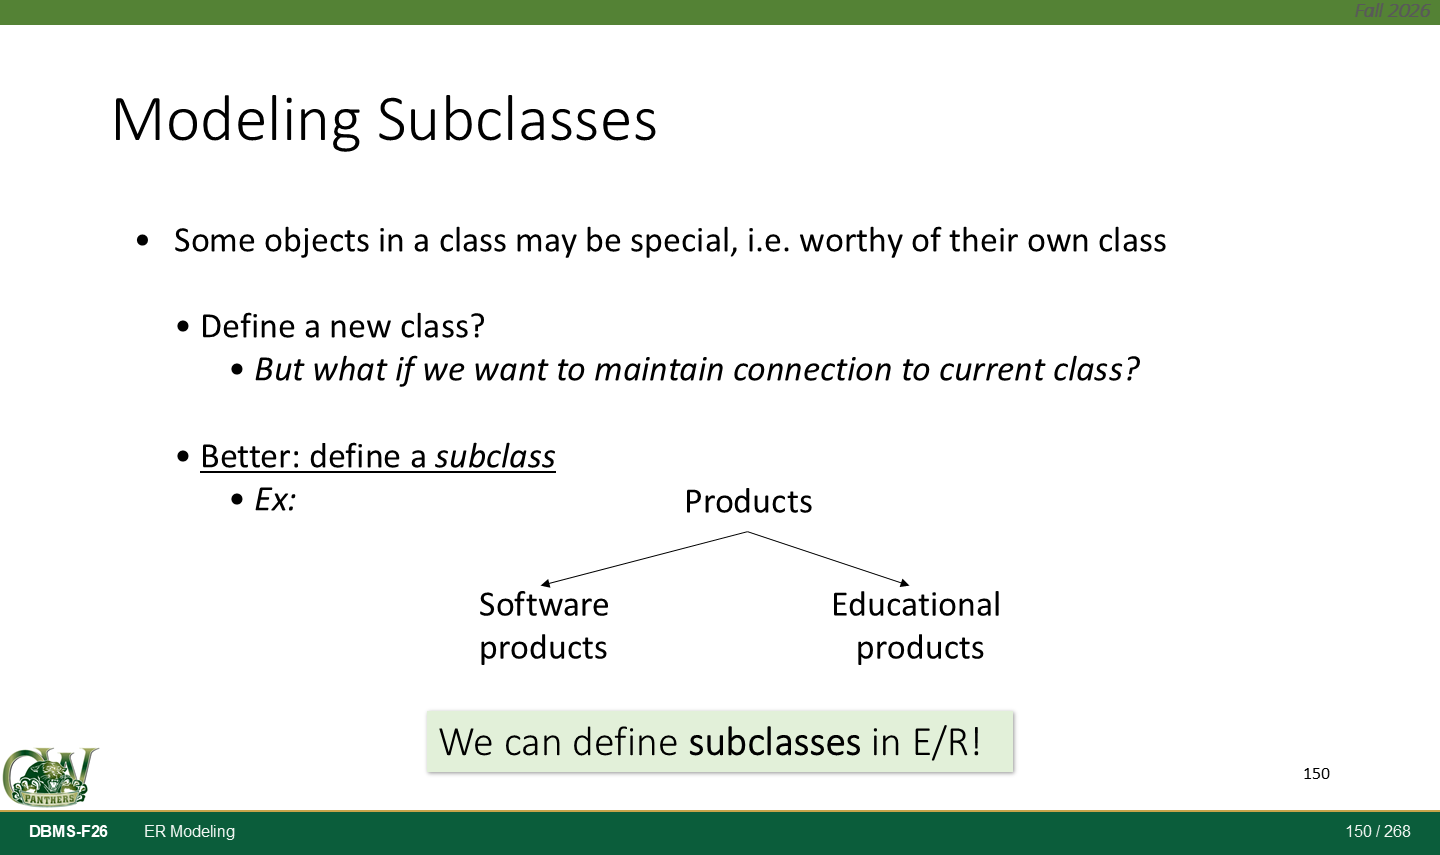 Fall 2026
Modeling Subclasses
• Some objects in a class may be special, i.e. worthy of their own class
• Define a new class?
• But what if we want to maintain connection to current class?
• Better: define a subclass
• Ex:
Products
Software
products
Educational
products
We can define subclasses in E/R!
150
OW
PANTHERS
DBMS-F26 ER Modeling 150 / 268